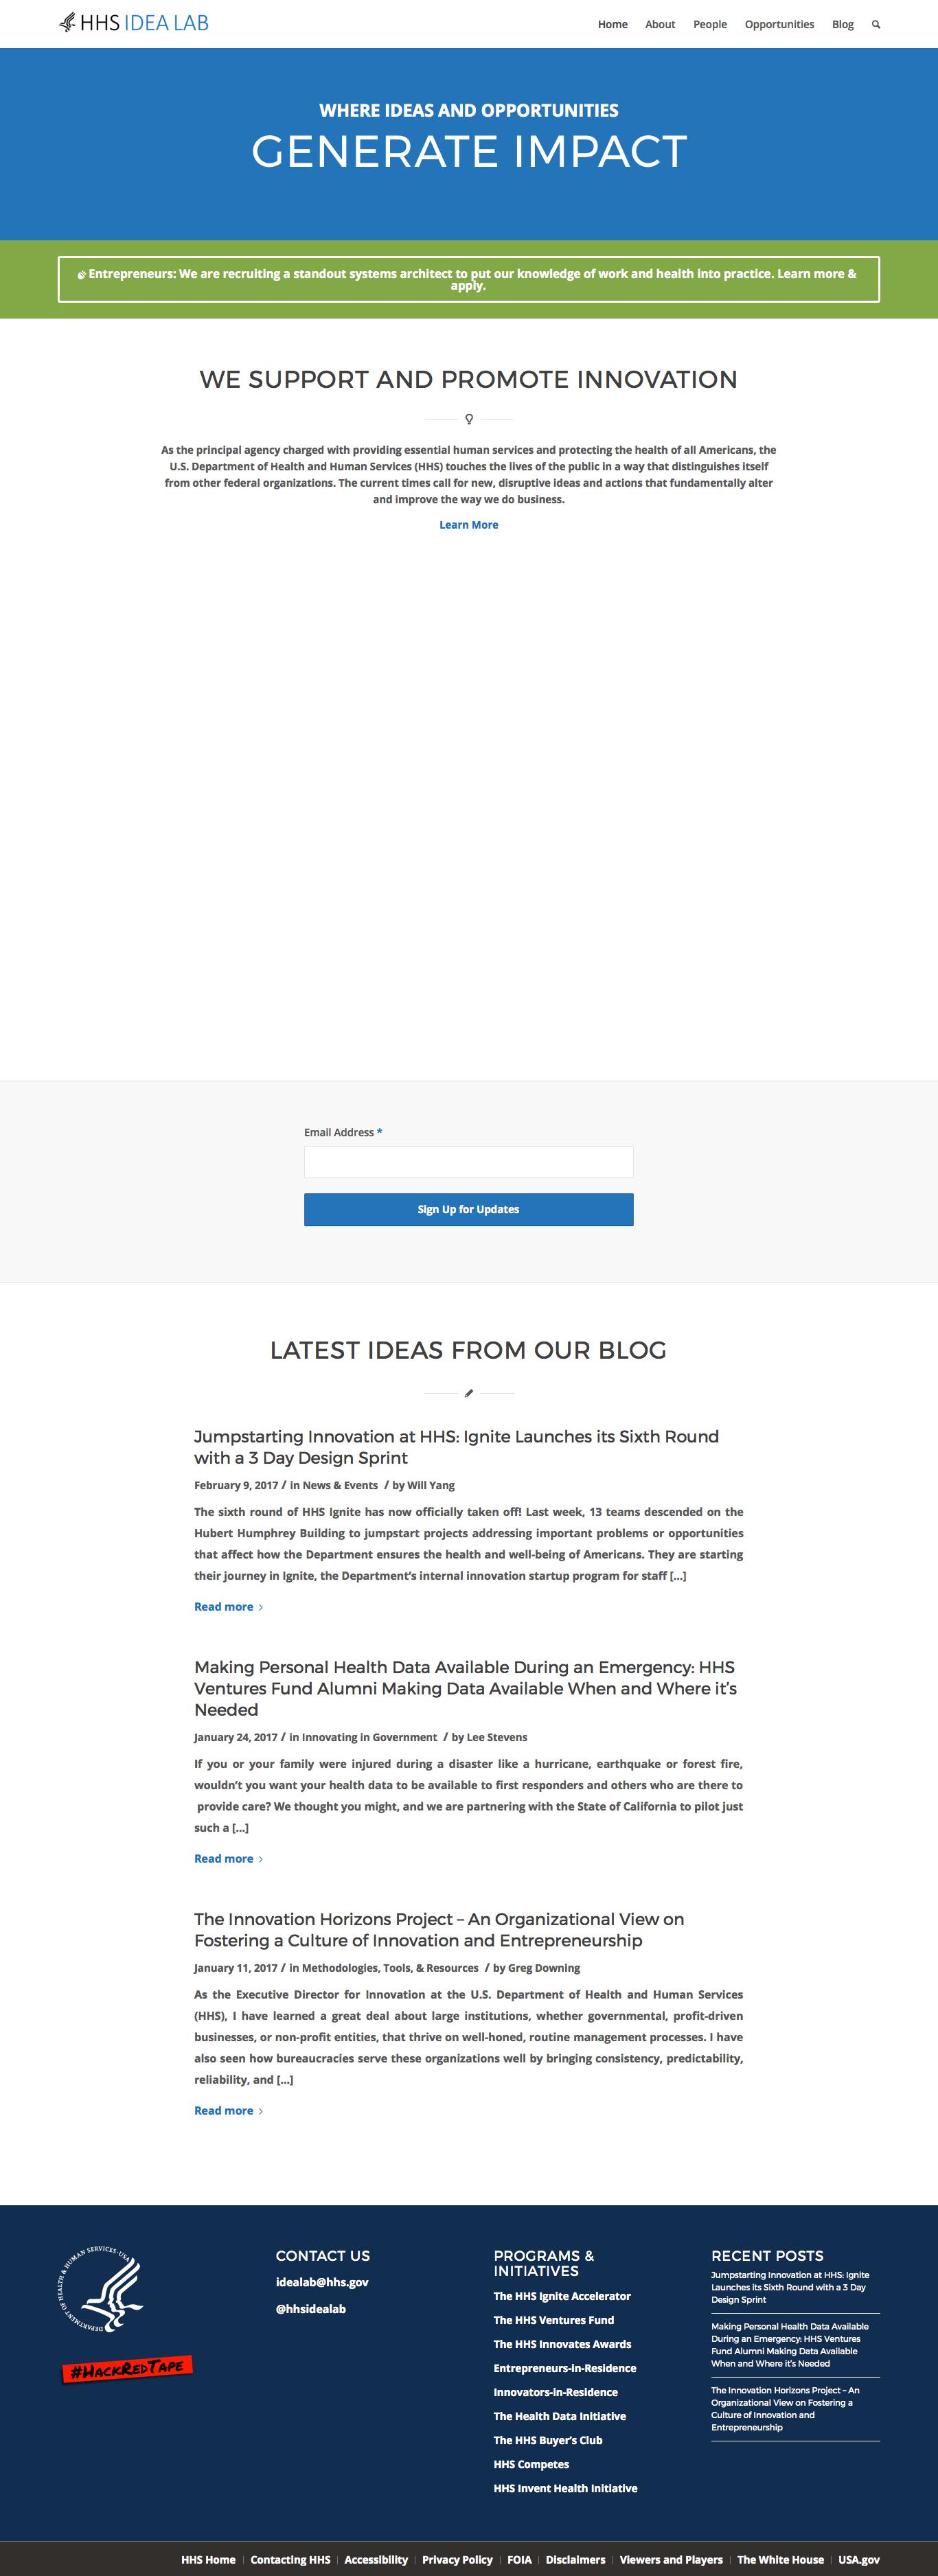 HHS IDEA LAB
Home About People Opportunities Blog
WHERE IDEAS AND OPPORTUNITIES
GENERATE IMPACT
Entrepreneurs: We are recruiting a standout systems architect to put our knowledge of work and health into practice. Learn more &
apply.
WE SUPPORT AND PROMOTE INNOVATION
As the principal agency charged with providing essential human services and protecting the health of all Americans, the
U.S. Department of Health and Human Services (HHS) touches the lives of the public in a way that distinguishes itself
from other federal organizations. The current times call for new, disruptive ideas and actions that fundamentally alter
and improve the way we do business.
Learn More
Email Address *
Sign Up for Updates
LATEST IDEAS FROM OUR BLOG
Jumpstarting Innovation at HHS: Ignite Launches its Sixth Round
with a 3 Day Design Sprint
February 9, 2017 / in News & Events / by Will Yang
The sixth round of HHS Ignite has now officially taken off! Last week, 13 teams descended on the
Hubert Humphrey Building to jumpstart projects addressing important problems or opportunities
that affect how the Department ensures the health and well-being of Americans. They are starting
their journey in Ignite, the Department's internal innovation startup program for staff [...]
Read more
Making Personal Health Data Available During an Emergency: HHS
Ventures Fund Alumni Making Data Available When and Where it's
Needed
January 24, 2017 / in Innovating in Government / by Lee Stevens
If you or your family were injured during a disaster like a hurricane, earthquake or forest fire,
wouldn't you want your health data to be available to first responders and others who are there to
provide care? We thought you might, and we are partnering with the State of California to pilot just
such a [...]
Read more
The Innovation Horizons Project – An Organizational View on
Fostering a Culture of Innovation and Entrepreneurship
January 11, 2017 / in Methodologies, Tools, & Resources / by Greg Downing
As the Executive Director for Innovation at the U.S. Department of Health and Human Services
(HHS), I have learned a great deal about large institutions, whether governmental, profit-driven
businesses, or non-profit entities, that thrive on well-honed, routine management processes. I have
also seen how bureaucracies serve these organizations well by bringing consistency, predictability,
reliability, and [...]
Read more
DEPARTMENT OF HEALTH & HUMAN SERVICES · USA
#HACKREDTAPE
CONTACT US
idealab@hhs.gov
@hhsidealab
PROGRAMS &
INITIATIVES
The HHS Ignite Accelerator
The HHS Ventures Fund
The HHS Innovates Awards
Entrepreneurs-in-Residence
Innovators-in-Residence
The Health Data Initiative
The HHS Buyer's Club
HHS Competes
HHS Invent Health Initiative
RECENT POSTS
Jumpstarting Innovation at HHS: Ignite
Launches its Sixth Round with a 3 Day
Design Sprint
Making Personal Health Data Available
During an Emergency: HHS Ventures
Fund Alumni Making Data Available
When and Where it's Needed
The Innovation Horizons Project – An
Organizational View on Fostering a
Culture of Innovation and
Entrepreneurship
HHS Home | Contacting HHS | Accessibility | Privacy Policy | FOIA | Disclaimers | Viewers and Players | The White House | USA.gov